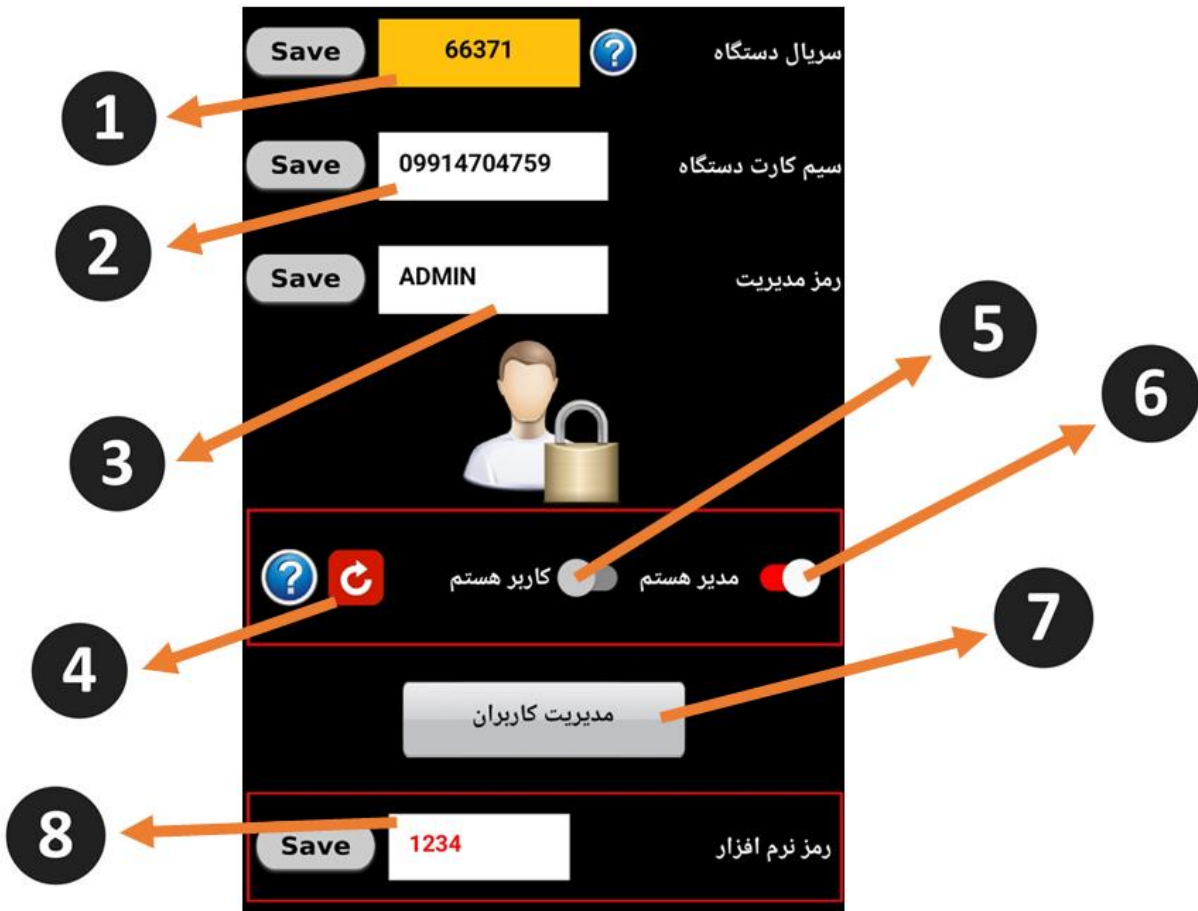 سریال دستگاه ? 66371 Save
1
سیم کارت دستگاه 09914704759 Save
2
رمز مدیریت ADMIN Save
3
5
6
مدیر هستم کاربر هستم ?
4
7
مدیریت کاربران
8
رمز نرم افزار 1234 Save